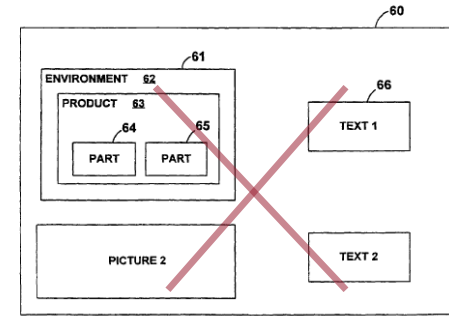 60
61
ENVIRONMENT 62
PRODUCT 63
64 65
PART PART
66
TEXT 1
PICTURE 2
TEXT 2